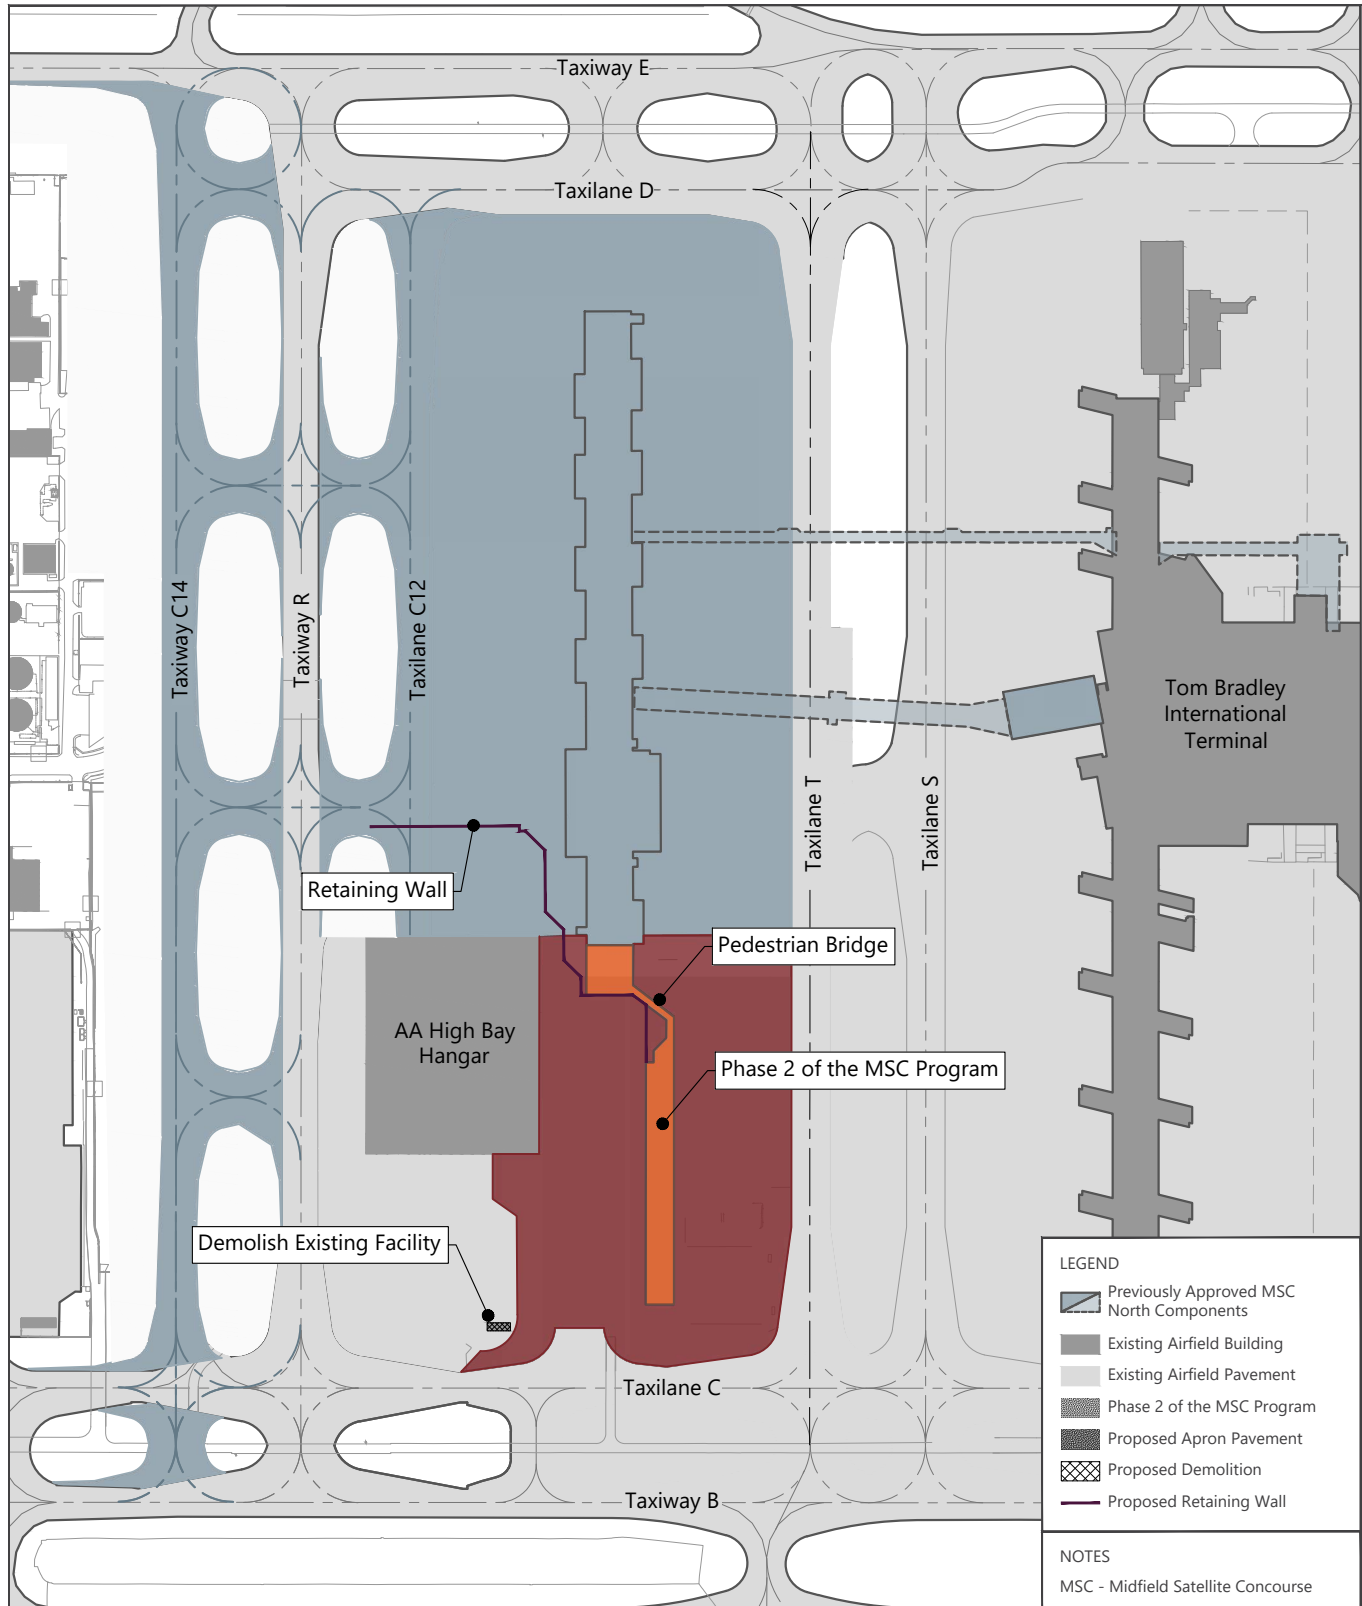 Taxiway E
Taxilane D
Taxiway C14
Taxiway R
Taxilane C12
Tom Bradley
International
Terminal
Taxilane T
Taxilane S
Retaining Wall
Pedestrian Bridge
AA High Bay
Hangar
Phase 2 of the MSC Program
Demolish Existing Facility
Taxilane C
Taxiway B
LEGEND
Previously Approved MSC
North Components
Existing Airfield Building
Existing Airfield Pavement
Phase 2 of the MSC Program
Proposed Apron Pavement
Proposed Demolition
Proposed Retaining Wall
NOTES
MSC - Midfield Satellite Concourse